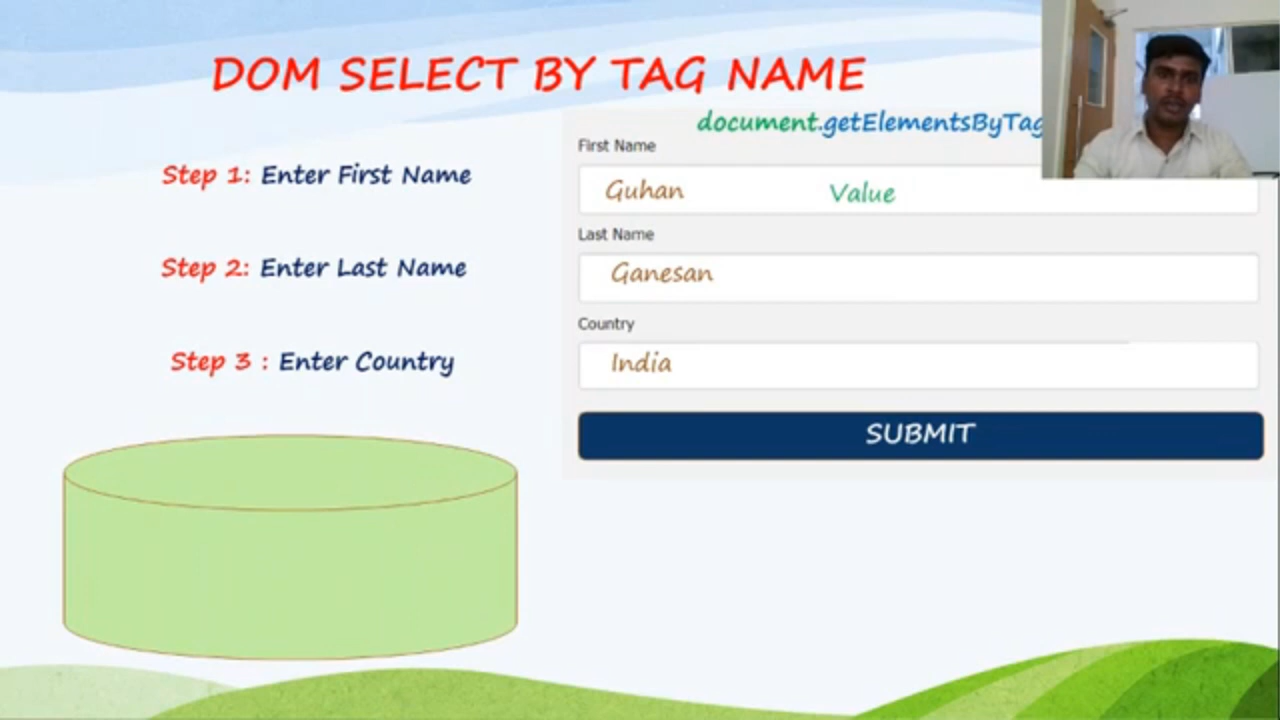 DOM SELECT BY TAG NAME
document.getElementsByTag
First Name
Step 1: Enter First Name
Guhan Value
Last Name
Step 2: Enter Last Name
Ganesan
Country
Step 3 : Enter Country
India
SUBMIT